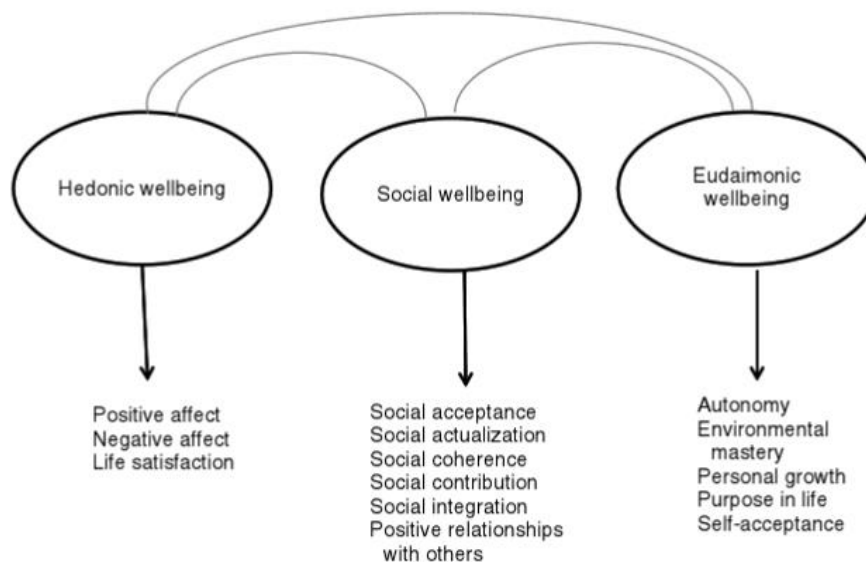 Hedonic wellbeing
Social wellbeing
Eudaimonic
wellbeing
Positive affect
Negative affect
Life satisfaction
Social acceptance
Social actualization
Social coherence
Social contribution
Social integration
Positive relationships
with others
Autonomy
Environmental
mastery
Personal growth
Purpose in life
Self-acceptance